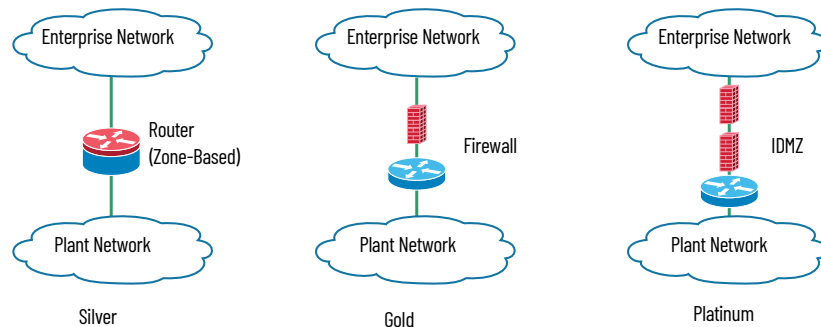 Enterprise Network
Router
(Zone-Based)
Plant Network
Silver
Enterprise Network
Firewall
Plant Network
Gold
Enterprise Network
IDMZ
Plant Network
Platinum